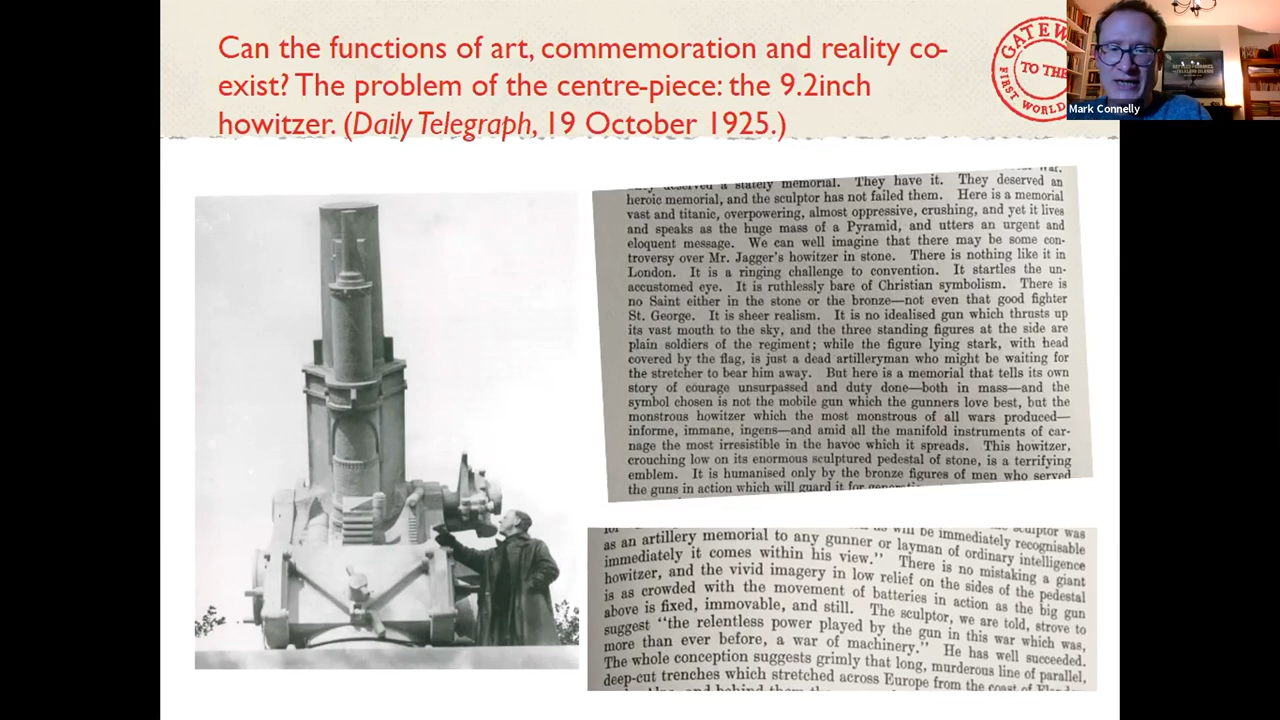 Can the functions of art, commemoration and reality co-
exist? The problem of the centre-piece: the 9.2inch
howitzer. (Daily Telegraph, 19 October 1925.)
GATEW
TO THE
FIRST WORLD
Mark Connelly
deserved a stately memorial. They have it. They deserved an
heroic memorial, and the sculptor has not failed them. Here is a memorial
vast and titanic, overpowering, almost oppressive, crushing, and yet it lives
and speaks as the huge mass of a Pyramid, and utters an urgent and
eloquent message. We can well imagine that there may be some con-
troversy over Mr. Jagger's howitzer in stone. There is nothing like it in
London. It is a ringing challenge to convention. It startles the un-
accustomed eye. It is ruthlessly bare of Christian symbolism. There is
no Saint either in the stone or the bronze—not even that good fighter
St. George. It is sheer realism. It is no idealised gun which thrusts up
its vast mouth to the sky, and the three standing figures at the side are
plain soldiers of the regiment; while the figure lying stark, with head
covered by the flag, is just a dead artilleryman who might be waiting for
the stretcher to bear him away. But here is a memorial that tells its own
story of courage unsurpassed and duty done—both in mass—and the
symbol chosen is not the mobile gun which the gunners love best, but the
monstrous howitzer which the most monstrous of all wars produced—
informe, immane, ingens—and amid all the manifold instruments of car-
nage the most irresistible in the havoc which it spreads. This howitzer,
crouching low on its enormous sculptured pedestal of stone, is a terrifying
emblem. It is humanised only by the bronze figures of men who served
the guns in action which will guard it for
sculptor was
will be immediately recognisable
as an artillery memorial to any gunner or layman of ordinary intelligence
immediately it comes within his view." There is no mistaking a giant
howitzer, and the vivid imagery in low relief on the sides of the pedestal
is as crowded with the movement of batteries in action as the big gun
above is fixed, immovable, and still. The sculptor, we are told, strove to
suggest "the relentless power played by the gun in this war which was,
more than ever before, a war of machinery." He has well succeeded.
The whole conception suggests grimly that long, murderous line of parallel,
deep-cut trenches which stretched across Europe from the coast of
and behind